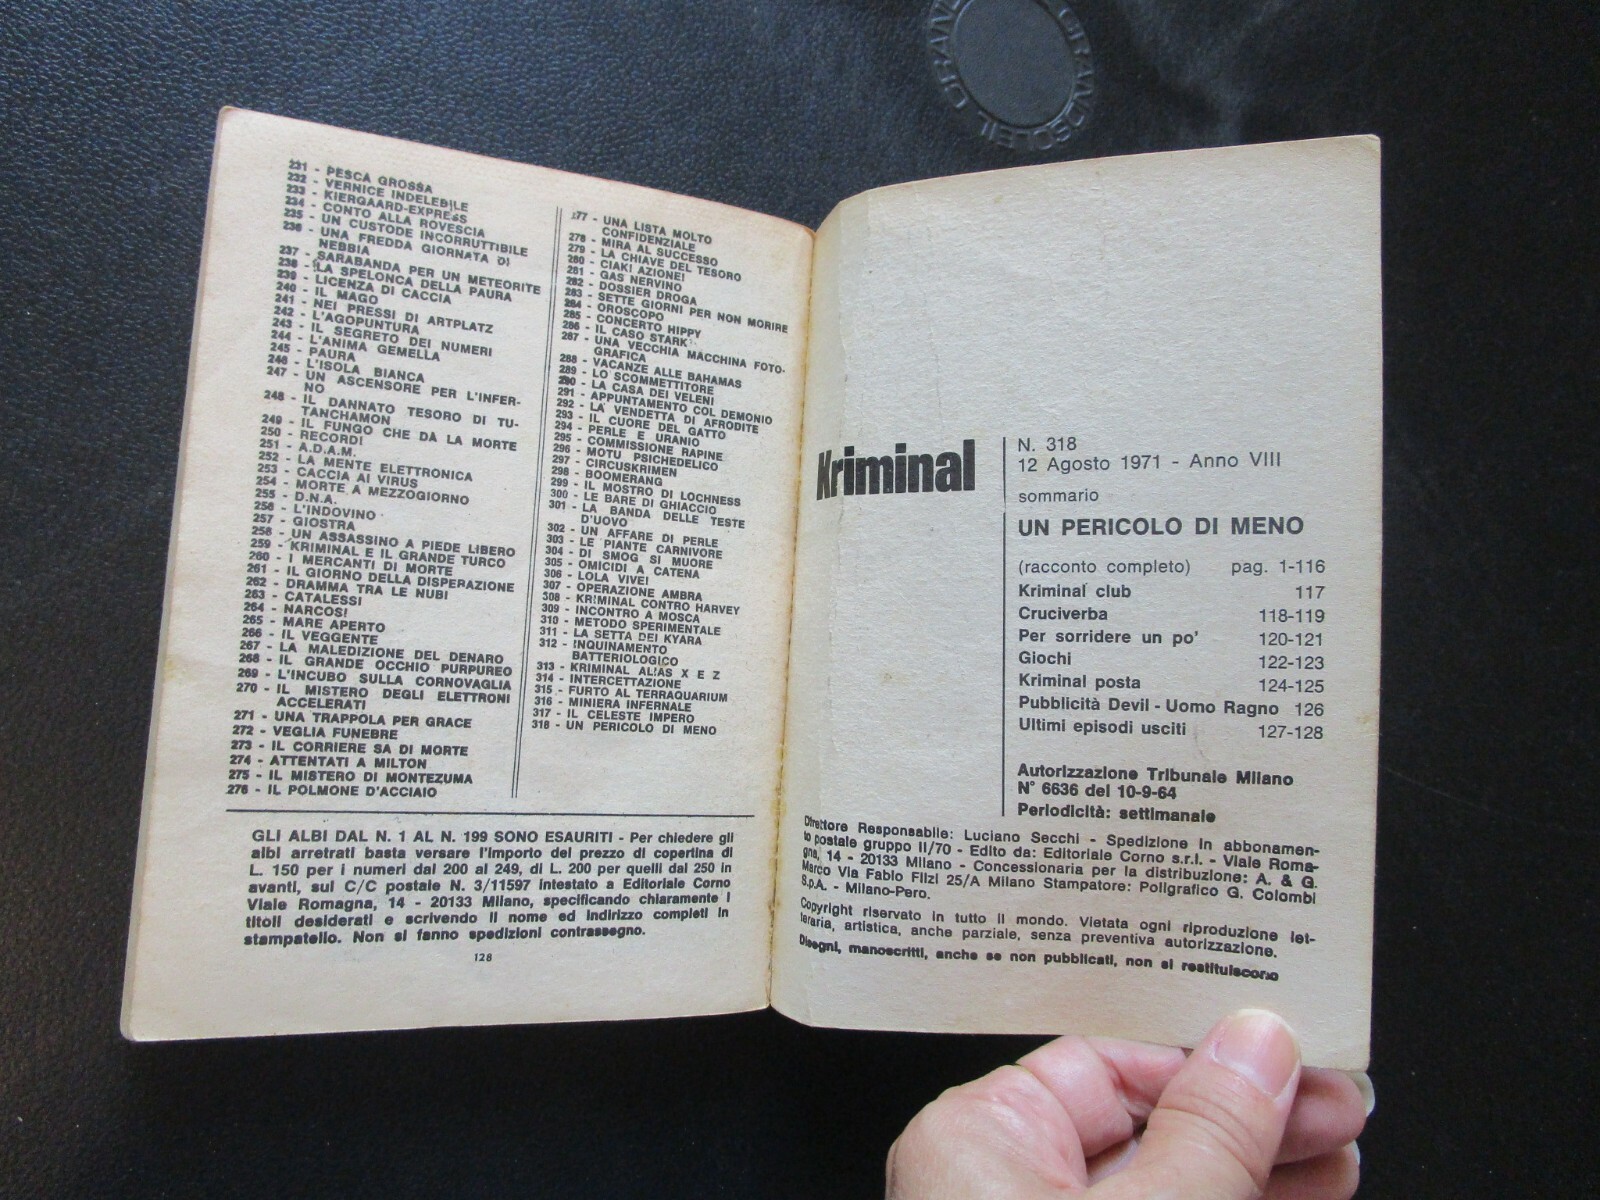 231 - PESCA GROSSA
232 - VERNICE INDELEBILE
233 - KIERGAARD-EXPRESS
234 - CONTO ALLA ROVESCIA
235 - UN CUSTODE INCORRUTTIBILE
236 - UNA FREDDA GIORNATA DI
NEBBIA
237 - SARABANDA PER UN METEORITE
238 - LA SPELONCA DELLA PAURA
239 - LICENZA DI CACCIA
240 - IL MAGO
241 - NEI PRESSI DI ARTPLATZ
242 - L'AGOPUNTURA
243 - IL SEGRETO DEI NUMERI
244 - L'ANIMA GEMELLA
245 - PAURA
246 - L'ISOLA BIANCA
247 - UN ASCENSORE PER L'INFER-
NO
248 - IL DANNATO TESORO DI TU-
TANCHAMON
249 - IL FUNGO CHE DA LA MORTE
250 - RECORD!
251 - A.D.A.M.
252 - LA MENTE ELETTRONICA
253 - CACCIA AI VIRUS
254 - MORTE A MEZZOGIORNO
255 - D.N.A.
256 - L'INDOVINO
257 - GIOSTRA
258 - UN ASSASSINO A PIEDE LIBERO
259 - KRIMINAL E IL GRANDE TURCO
260 - I MERCANTI DI MORTE
261 - IL GIORNO DELLA DISPERAZIONE
262 - DRAMMA TRA LE NUBI
263 - CATALESSI
264 - NARCOSI
265 - MARE APERTO
266 - IL VEGGENTE
267 - LA MALEDIZIONE DEL DENARO
268 - IL GRANDE OCCHIO PURPUREO
269 - L'INCUBO SULLA CORNOVAGLIA
270 - IL MISTERO DEGLI ELETTRONI
ACCELERATI
271 - UNA TRAPPOLA PER GRACE
272 - VEGLIA FUNEBRE
273 - IL CORRIERE SA DI MORTE
274 - ATTENTATI A MILTON
275 - IL MISTERO DI MONTEZUMA
276 - IL POLMONE D'ACCIAIO
277 - UNA LISTA MOLTO
CONFIDENZIALE
278 - MIRA AL SUCCESSO
279 - LA CHIAVE DEL TESORO
280 - CIAK! AZIONE!
281 - GAS NERVINO
282 - DOSSIER DROGA
283 - SETTE GIORNI PER NON MORIRE
284 - OROSCOPO
285 - CONCERTO HIPPY
286 - IL CASO STARK
287 - UNA VECCHIA MACCHINA FOTO-
GRAFICA
288 - VACANZE ALLE BAHAMAS
289 - LO SCOMMETTITORE
290 - LA CASA DEI VELENI
291 - APPUNTAMENTO COL DEMONIO
292 - LA VENDETTA DI AFRODITE
293 - IL CUORE DEL GATTO
294 - PERLE E URANIO
295 - COMMISSIONE RAPINE
296 - MOTU PSICHEDELICO
297 - CIRCUSKRIMEN
298 - BOOMERANG
299 - IL MOSTRO DI LOCHNESS
300 - LE BARE DI GHIACCIO
301 - LA BANDA DELLE TESTE
D'UOVO
302 - UN AFFARE DI PERLE
303 - LE PIANTE CARNIVORE
304 - DI SMOG SI MUORE
305 - OMICIDI A CATENA
306 - LOLA VIVE!
307 - OPERAZIONE AMBRA
308 - KRIMINAL CONTRO HARVEY
309 - INCONTRO A MOSCA
310 - METODO SPERIMENTALE
311 - LA SETTA DEI KYARA
312 - INQUINAMENTO
BATTERIOLOGICO
313 - KRIMINAL ALIAS X E Z
314 - INTERCETTAZIONE
315 - FURTO AL TERRAQUARIUM
316 - MINIERA INFERNALE
317 - IL CELESTE IMPERO
318 - UN PERICOLO DI MENO
GLI ALBI DAL N. 1 AL N. 199 SONO ESAURITI - Per chiedere gli
albi arretrati basta versare l'importo del prezzo di copertina di
L. 150 per i numeri dal 200 al 249, di L. 200 per quelli dal 250 in
avanti, sul C/C postale N. 3/11597 intestato a Editoriale Corno
Viale Romagna, 14 - 20133 Milano, specificando chiaramente i
titoli desiderati e scrivendo il nome ed indirizzo completi in
stampatello. Non si fanno spedizioni contrassegno.
128
Kriminal
N. 318
12 Agosto 1971 - Anno VIII
sommario
UN PERICOLO DI MENO
(racconto completo) pag. 1-116
Kriminal club 117
Cruciverba 118-119
Per sorridere un po' 120-121
Giochi 122-123
Kriminal posta 124-125
Pubblicità Devil - Uomo Ragno 126
Ultimi episodi usciti 127-128
Autorizzazione Tribunale Milano
N° 6636 del 10-9-64
Periodicità: settimanale
Direttore Responsabile: Luciano Secchi - Spedizione in abbonamen-
to postale gruppo II/70 - Edito da: Editoriale Corno s.r.l. - Viale Roma-
gna, 14 - 20133 Milano - Concessionaria per la distribuzione: A. & G.
Marco Via Fabio Filzi 25/A Milano Stampatore: Poligrafico G. Colombi
S.p.A. - Milano-Pero.
Copyright riservato in tutto il mondo. Vietata ogni riproduzione let-
teraria, artistica, anche parziale, senza preventiva autorizzazione.
Disegni, manoscritti, anche se non pubblicati, non si restituiscono
GRANDSOLEIL